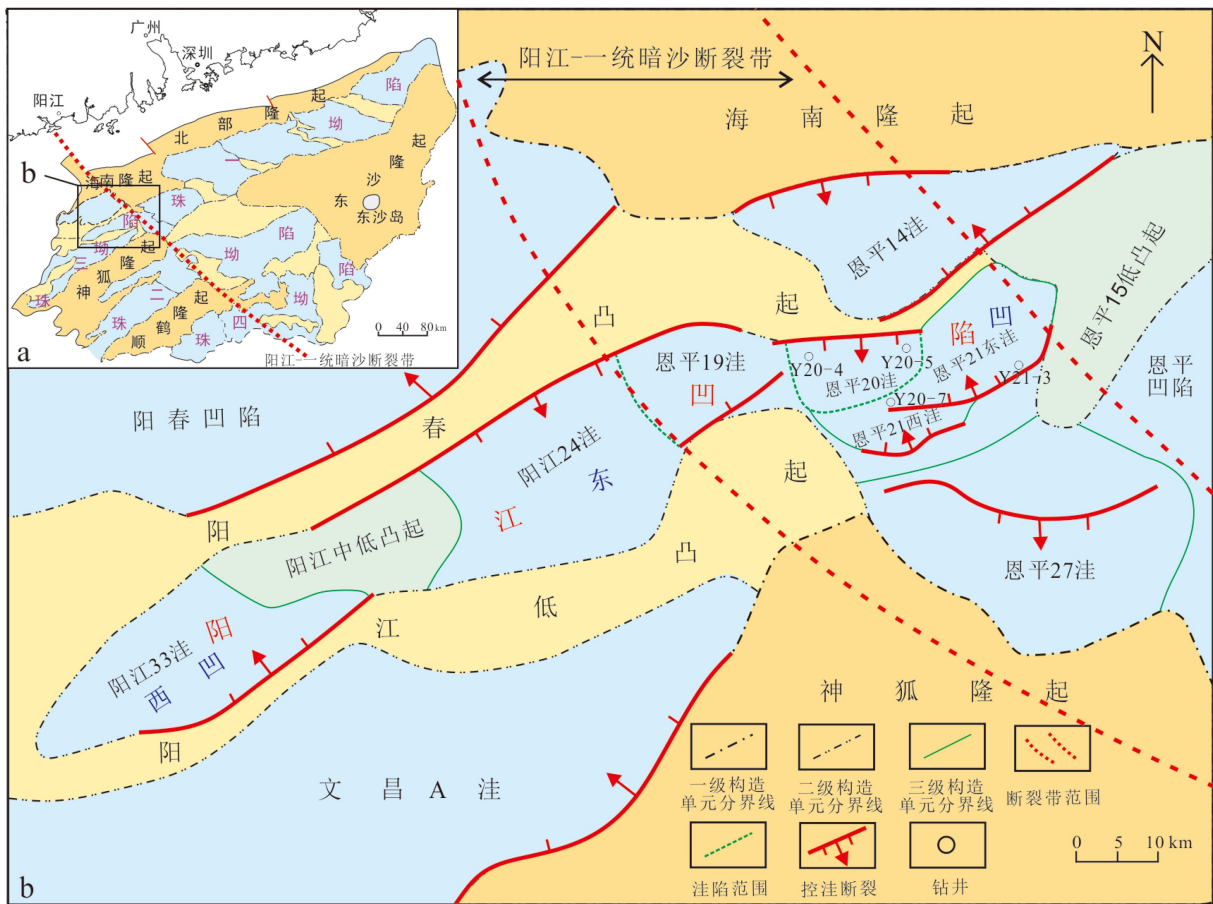 广州
深圳
阳江
北部隆起
海南隆起
珠一坳陷
东沙隆起
东沙岛
珠三坳陷
神狐隆起
珠二坳陷
顺鹤隆起
珠四坳陷
0 40 80 km
阳江-一统暗沙断裂带
a
b
阳江-一统暗沙断裂带
N
海南隆起
恩平14洼
恩平15低凸起
恩平
凹陷
阳春凹陷
阳春凸起
恩平19洼
Y20-4
Y20-5
恩平20洼
恩平21东洼
Y21-3
Y20-7
恩平21西洼
阳江24洼
阳江中低凸起
阳江东凹
阳江凹陷
恩平27洼
阳江33洼
西凹
阳江低凸起
文昌A洼
神狐隆起
一级构造
单元分界线
二级构造
单元分界线
三级构造
单元分界线
断裂带范围
洼陷范围
控洼断裂
钻井
0 5 10 km
b